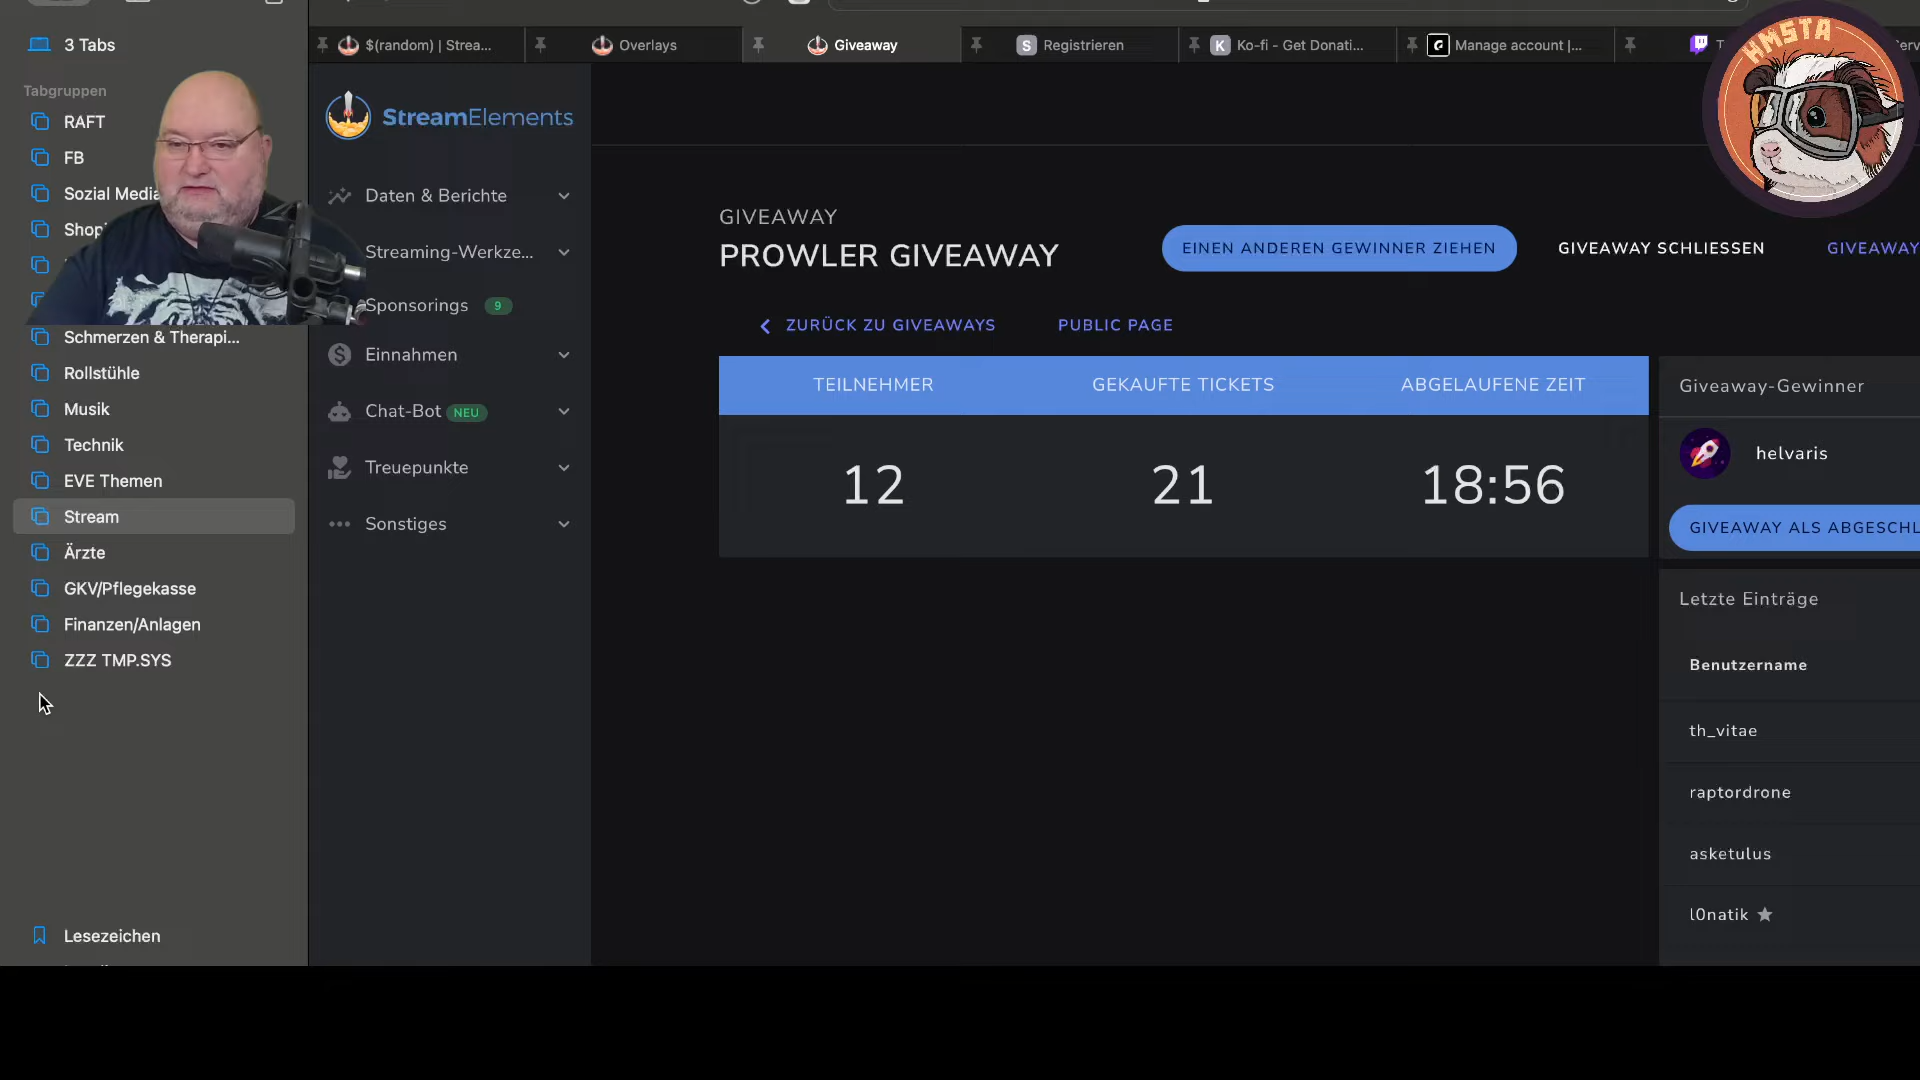 3 Tabs
$(random) | Strea...
Overlays
Giveaway
S Registrieren
K Ko-fi - Get Donati...
Manage account |...
HMSTA
Tabgruppen
RAFT
FB
Sozial Media
Schmerzen & Therapi...
Rollstühle
Musik
Technik
EVE Themen
Stream
Ärzte
GKV/Pflegekasse
Finanzen/Anlagen
ZZZ TMP.SYS
Lesezeichen
StreamElements
Daten & Berichte
Streaming-Werkze...
Sponsorings 9
Einnahmen
Chat-Bot NEU
Treuepunkte
Sonstiges
GIVEAWAY
PROWLER GIVEAWAY
EINEN ANDEREN GEWINNER ZIEHEN
GIVEAWAY SCHLIESSEN
GIVEAWAY
ZURÜCK ZU GIVEAWAYS
PUBLIC PAGE
TEILNEHMER GEKAUFTE TICKETS ABGELAUFENE ZEIT
12 21 18:56
Giveaway-Gewinner
helvaris
GIVEAWAY ALS ABGESCHL
Letzte Einträge
Benutzername
th_vitae
raptordrone
asketulus
l0natik